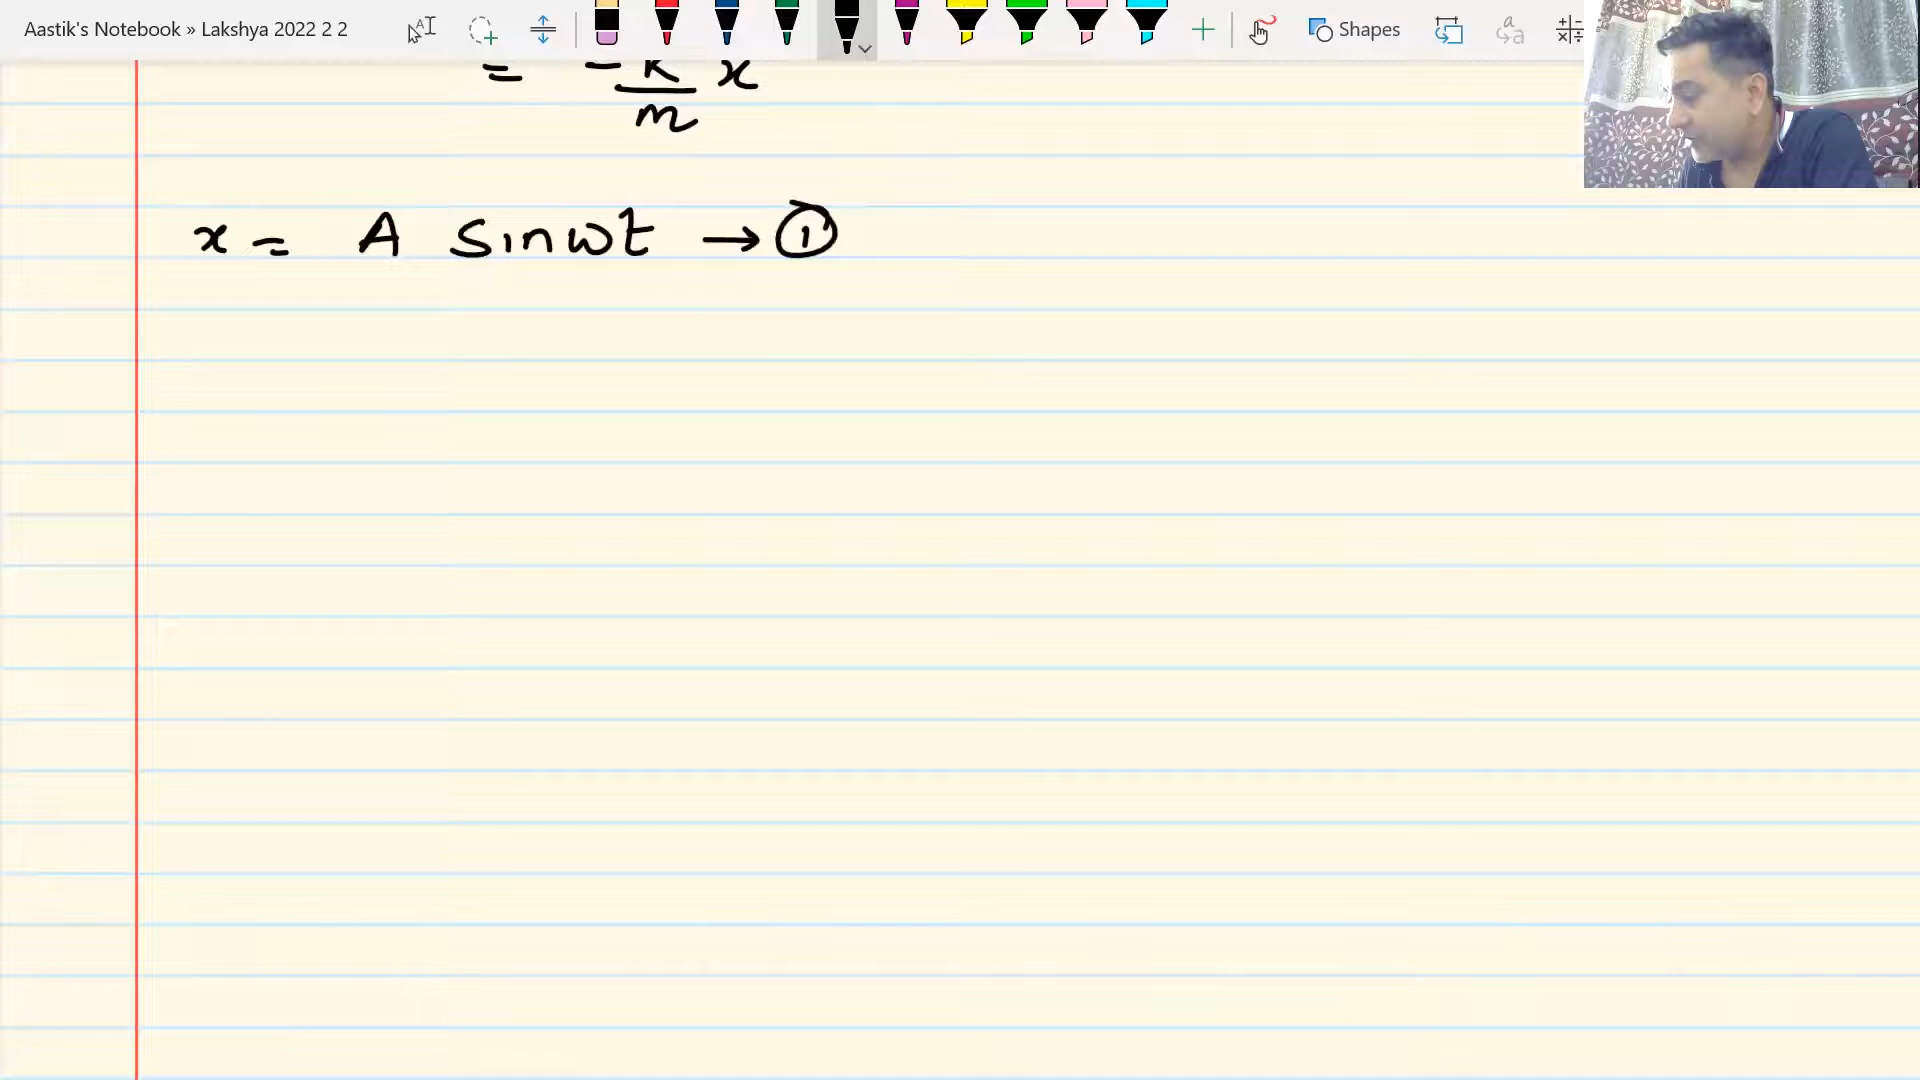 Aastik's Notebook » Lakshya 2022 2 2
Shapes
= -k/m x
x = A sinωt → ①